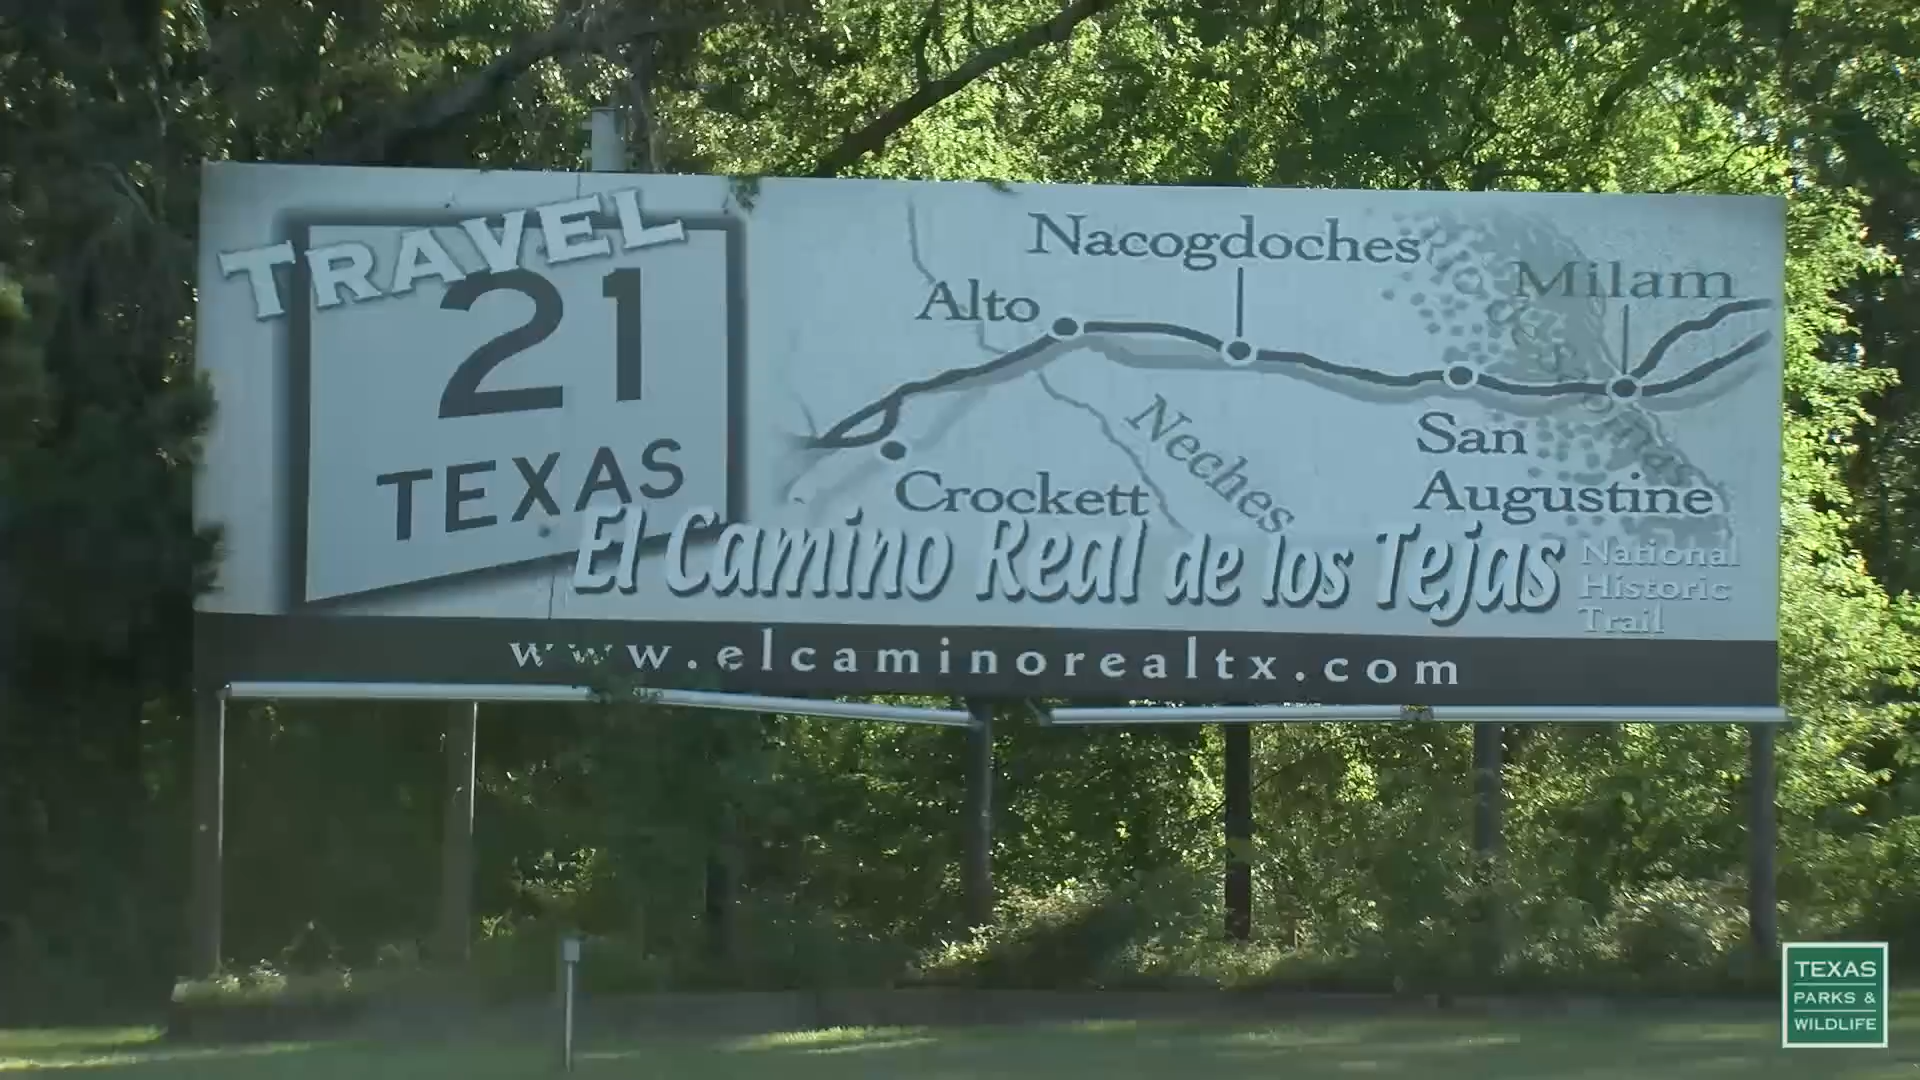 TRAVEL
21
TEXAS
Nacogdoches
Alto
Milam
Neches
Crockett
San
Augustine
El Camino Real de los Tejas
National
Historic
Trail
www.elcaminorealtx.com
TEXAS
PARKS &
WILDLIFE